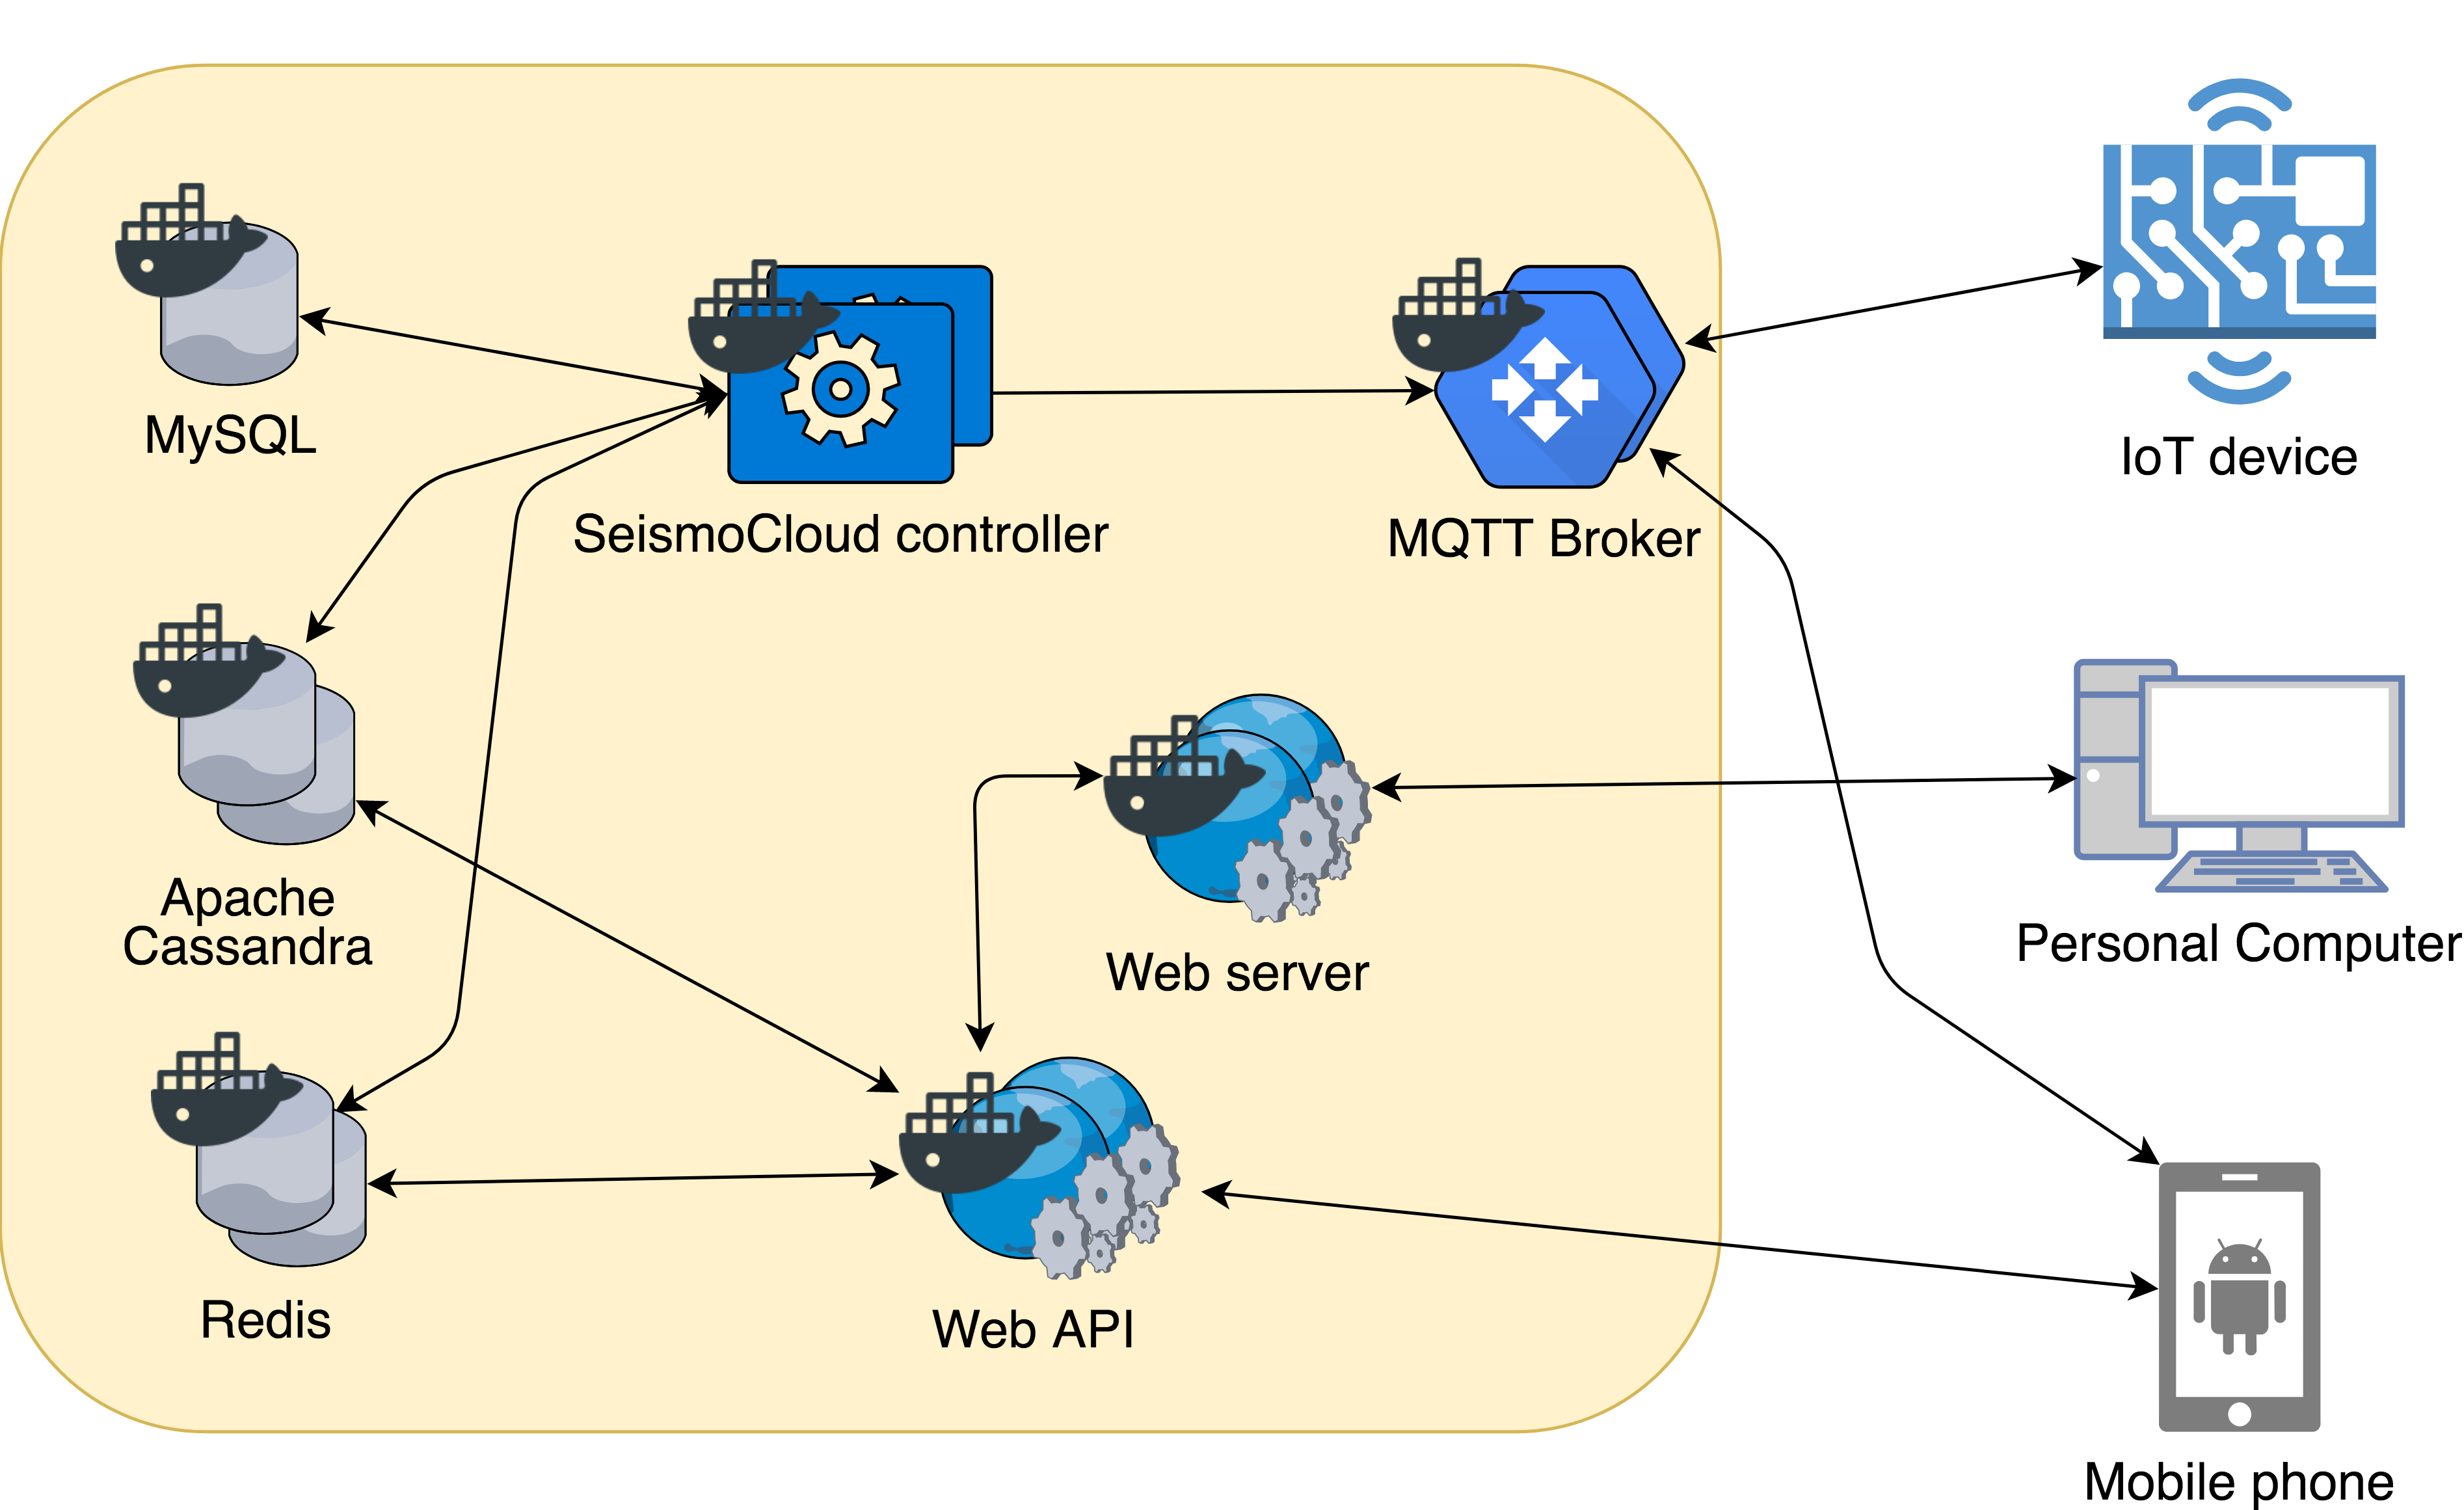 MySQL
SeismoCloud controller
MQTT Broker
IoT device
Apache
Cassandra
Web server
Personal Computer
Redis
Web API
Mobile phone